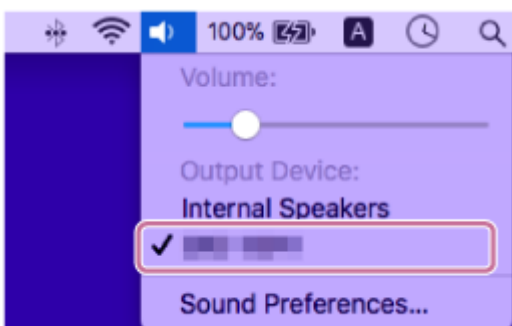 100% A
Volume:
Output Device:
Internal Speakers
Sound Preferences...